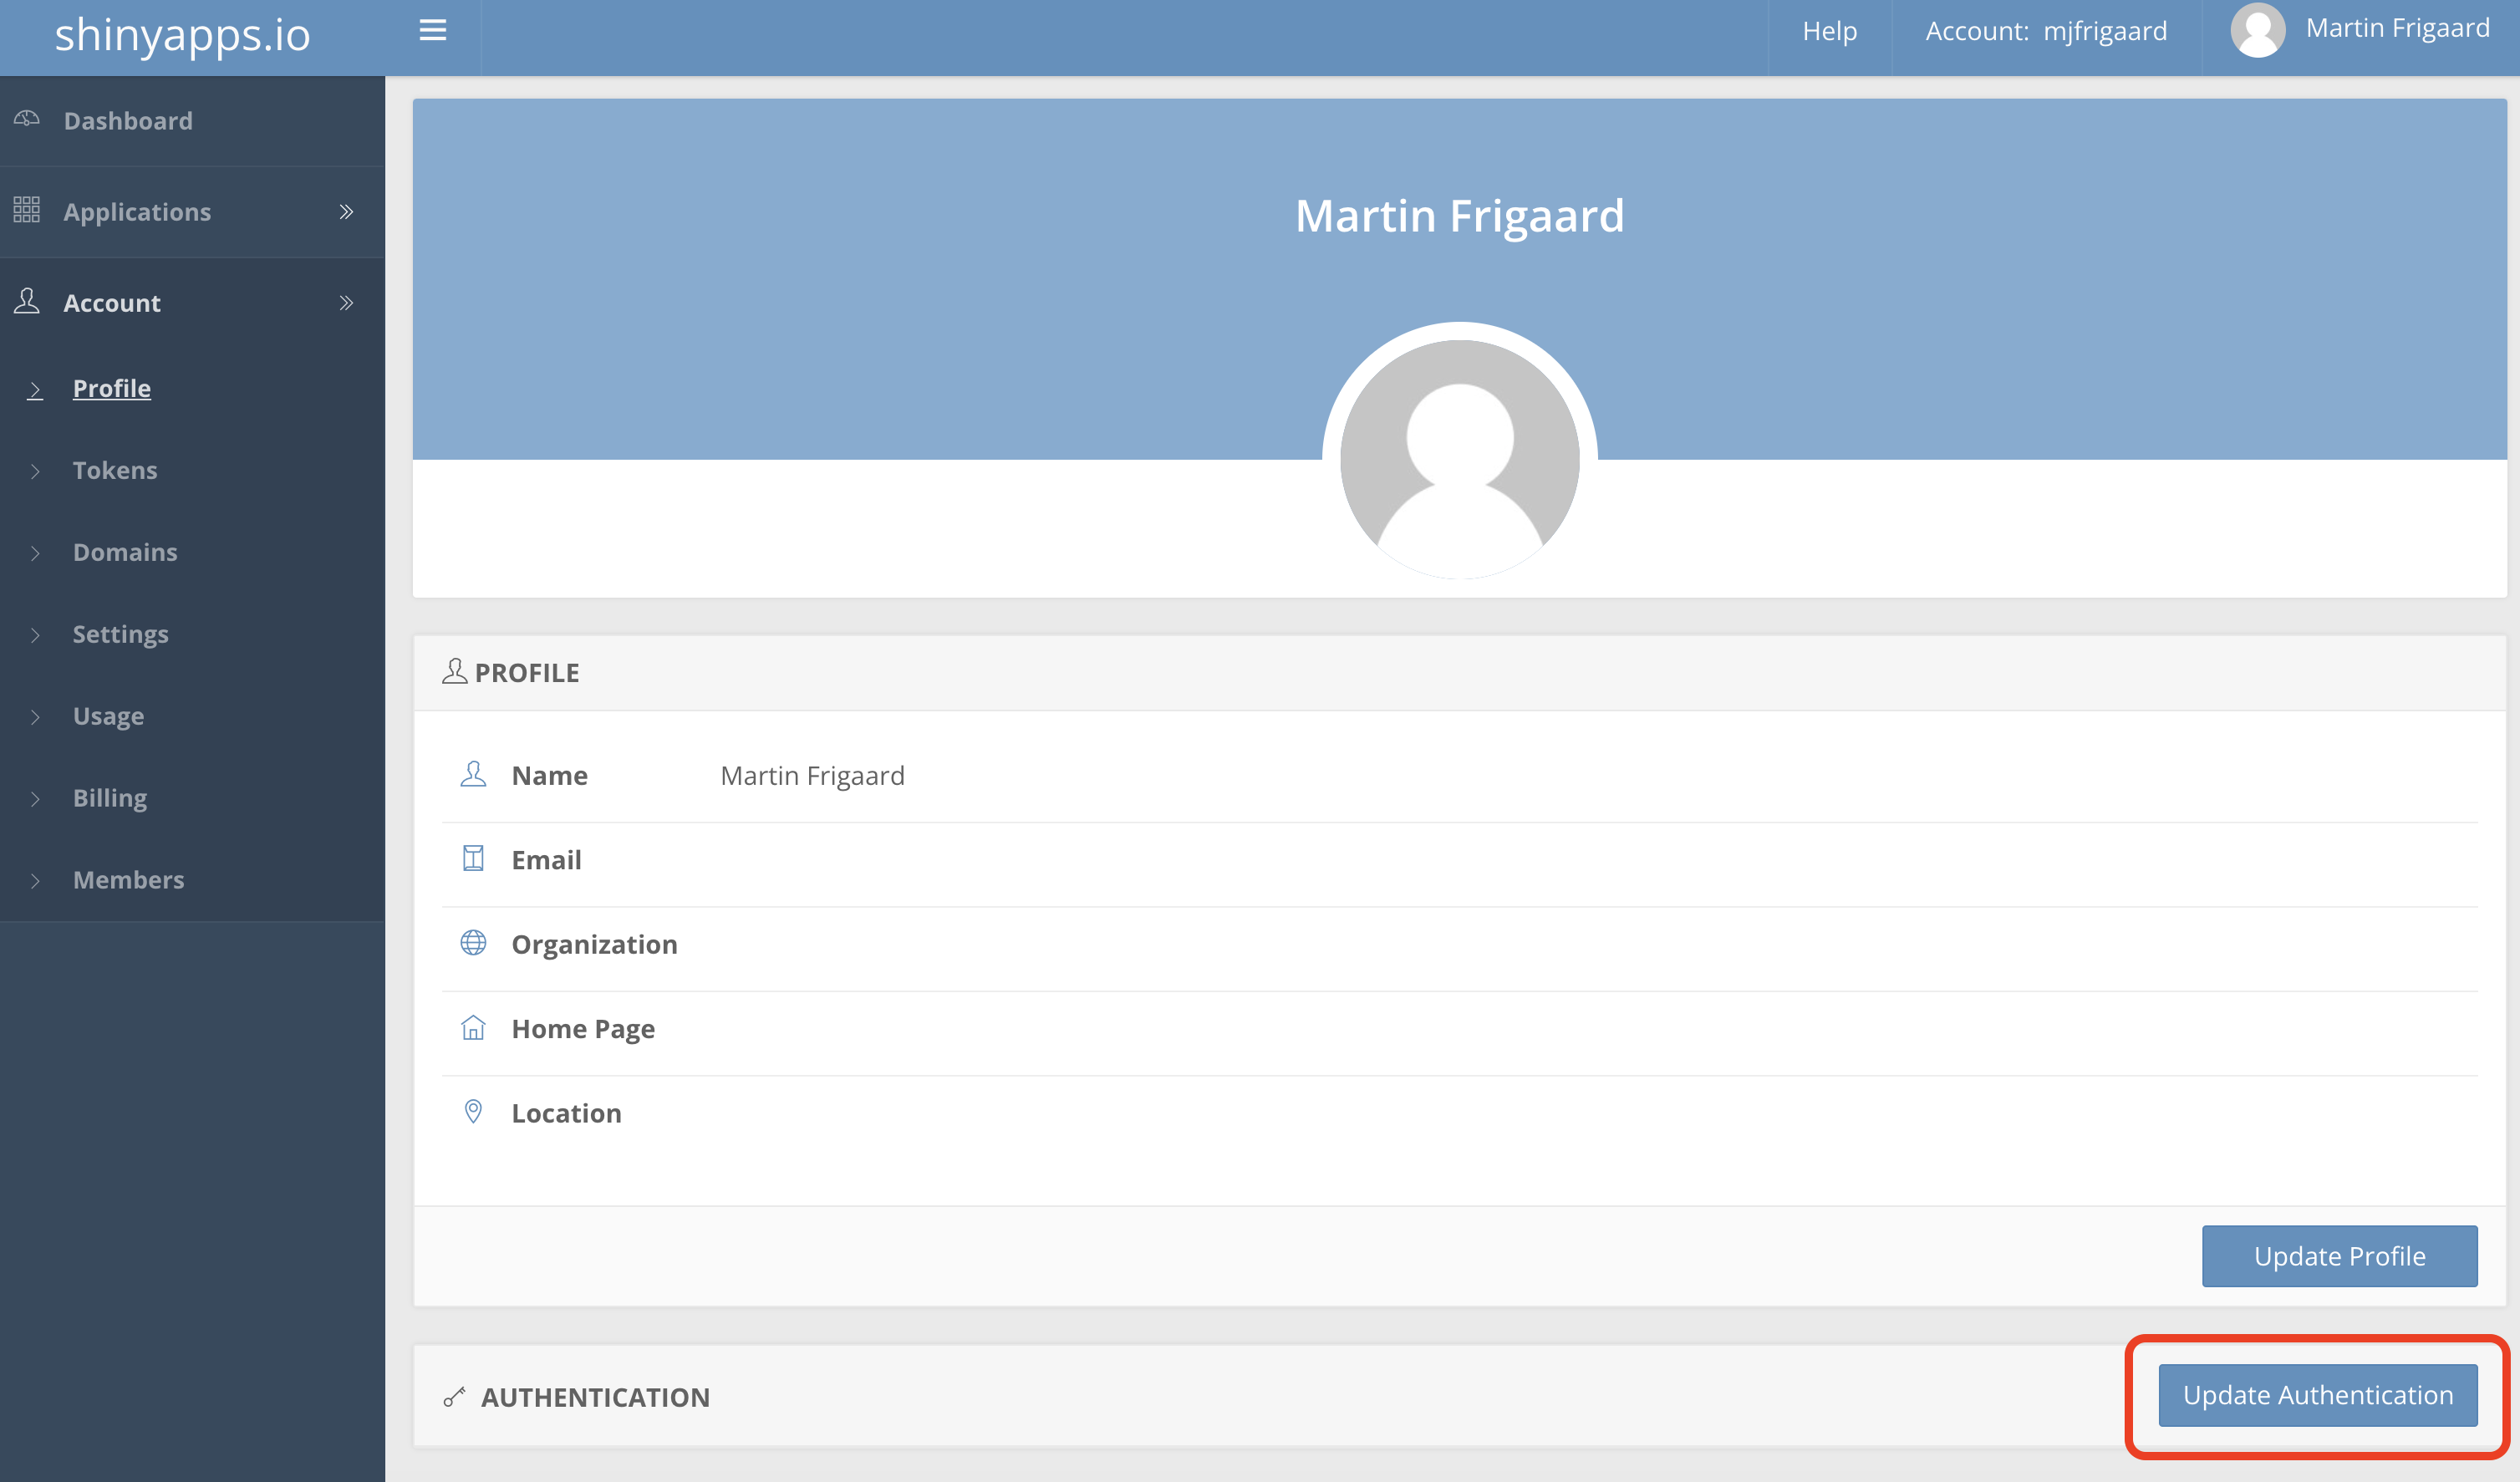 shinyapps.io
Help
Account: mjfrigaard
Martin Frigaard
Dashboard
Applications
Account
Profile
Tokens
Domains
Settings
Usage
Billing
Members
Martin Frigaard
PROFILE
Name Martin Frigaard
Email
Organization
Home Page
Location
Update Profile
AUTHENTICATION
Update Authentication